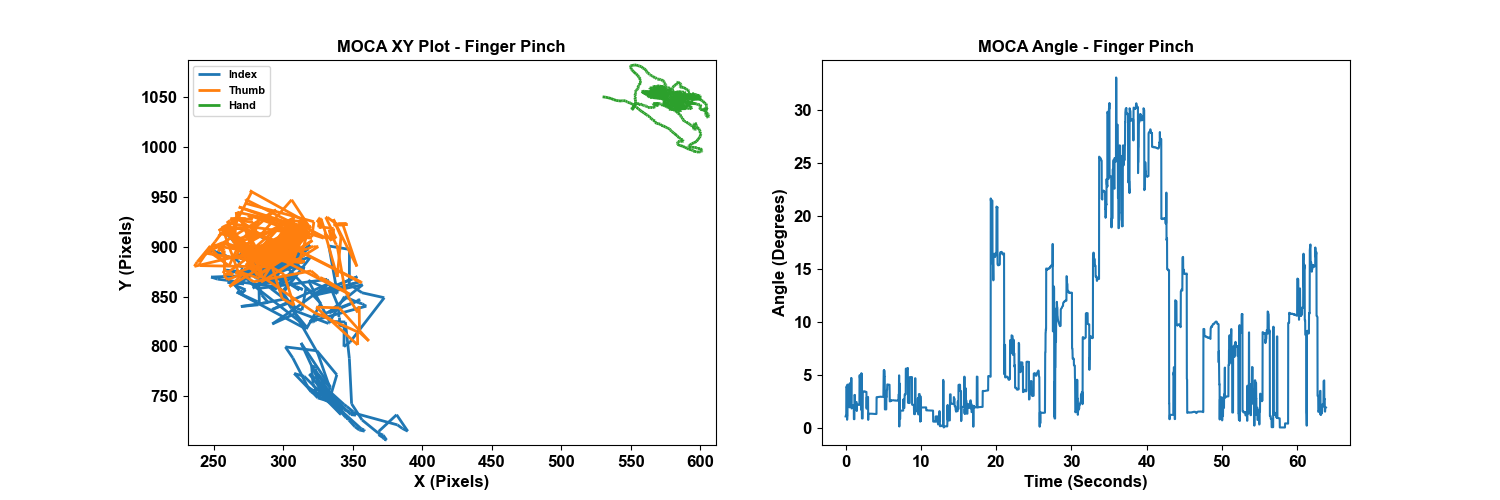 MOCA XY Plot - Finger Pinch
Index
Thumb
Hand
1050
1000
950
900
850
800
750
Y (Pixels)
250 300 350 400 450 500 550 600
X (Pixels)
MOCA Angle - Finger Pinch
30
25
20
15
10
5
0
Angle (Degrees)
0 10 20 30 40 50 60
Time (Seconds)